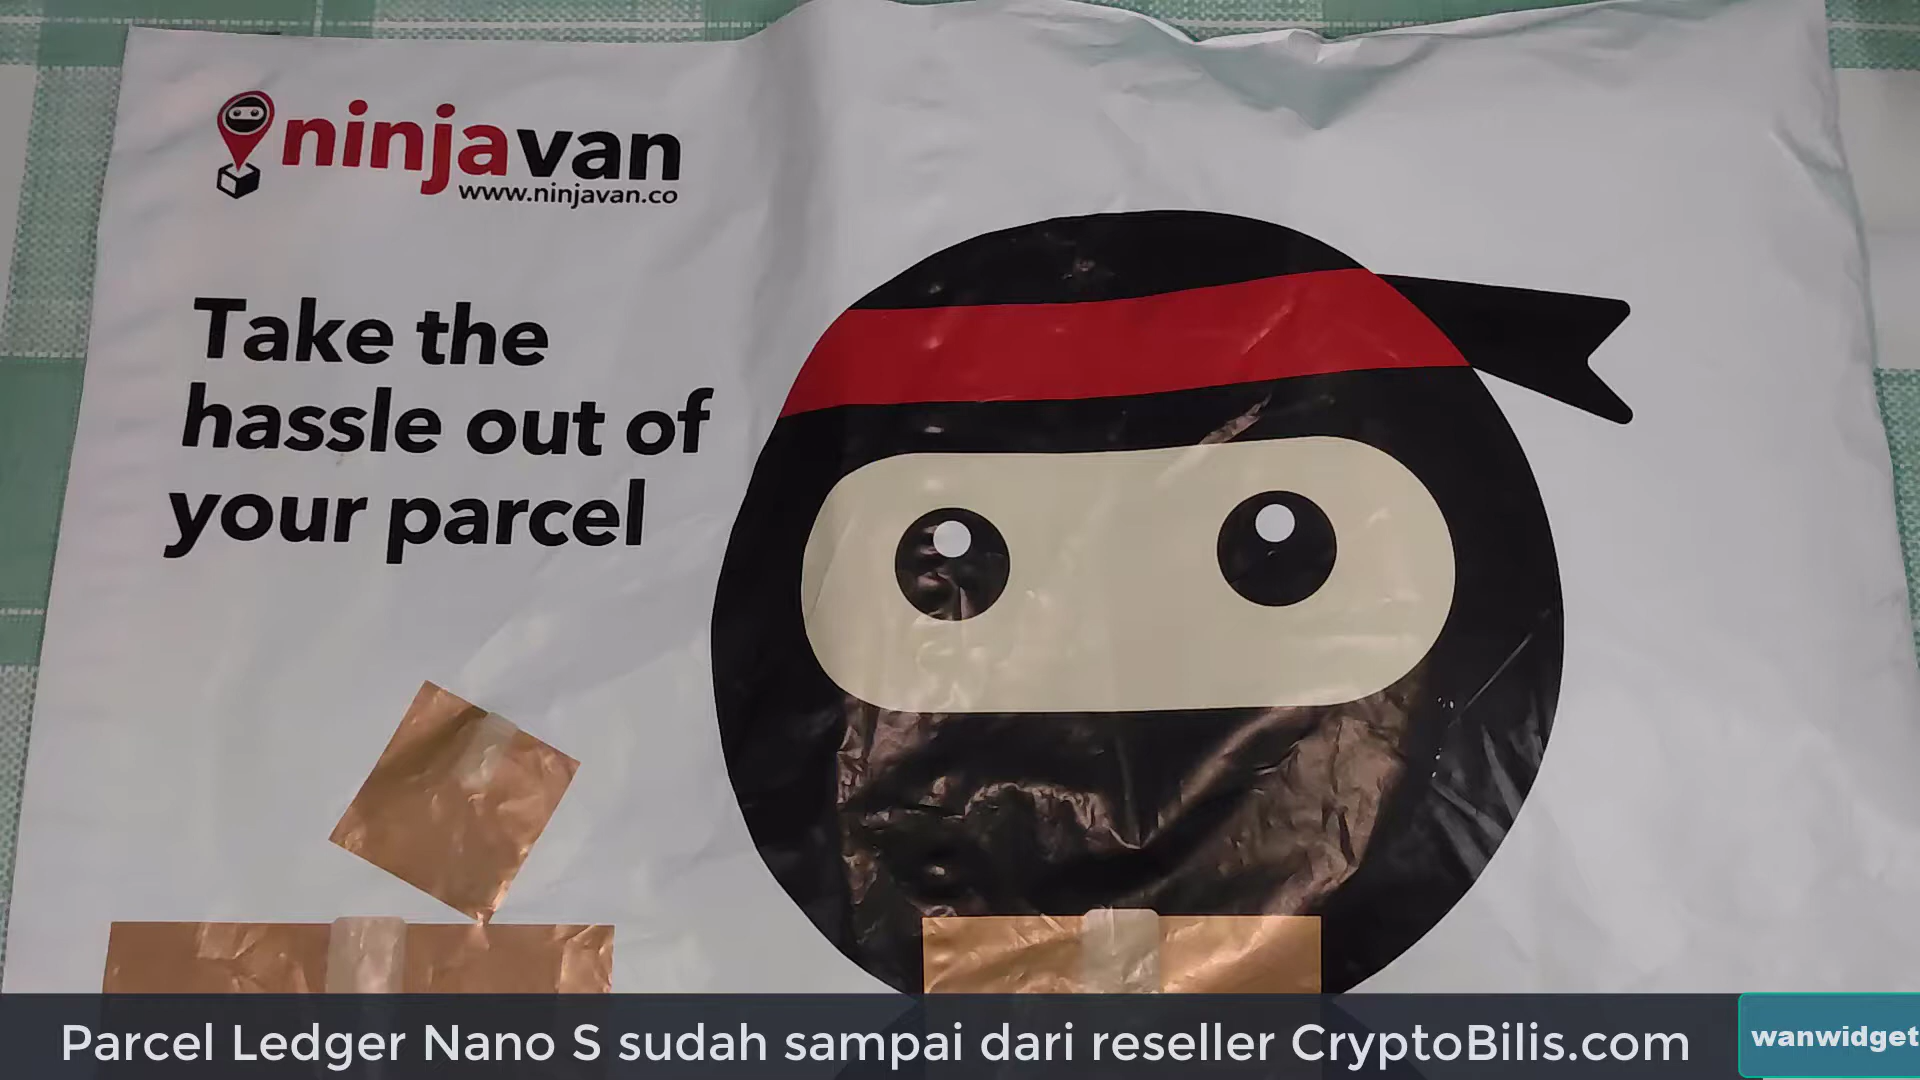 ninjavan
www.ninjavan.co
Take the
hassle out of
your parcel
Parcel Ledger Nano S sudah sampai dari reseller CryptoBilis.com
wanwidget